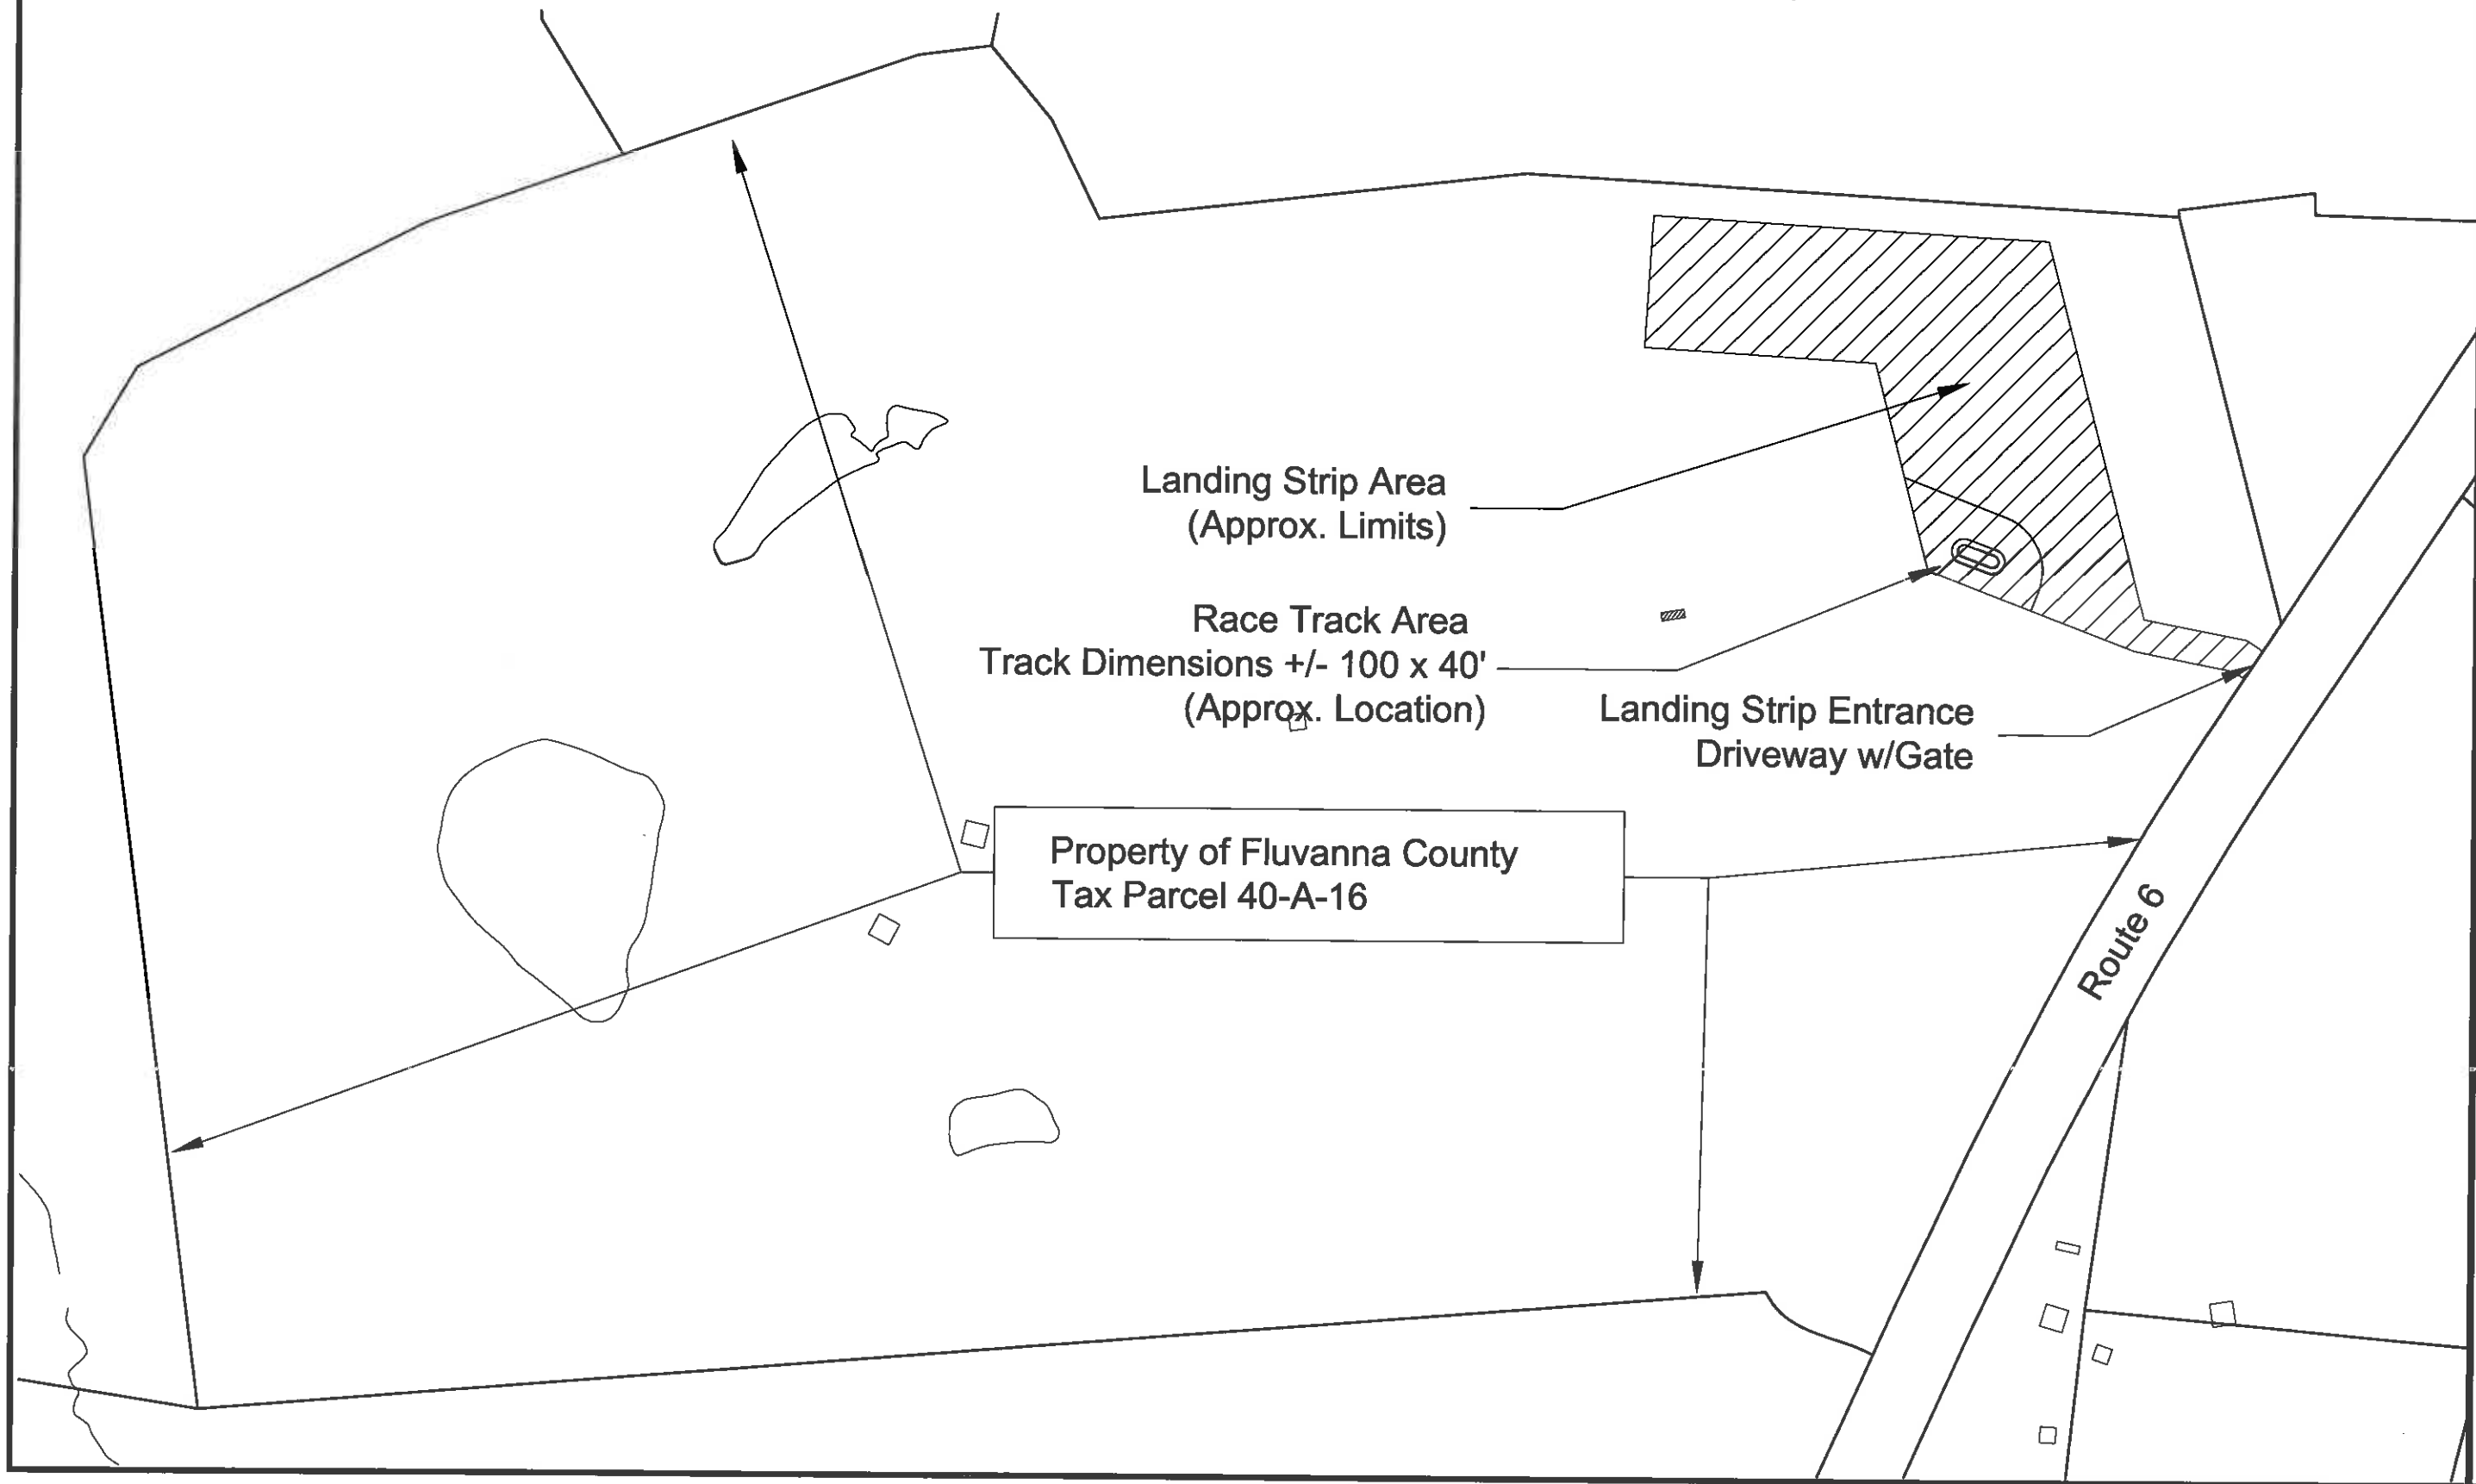 Landing Strip Area
(Approx. Limits)
Race Track Area
Track Dimensions +/- 100 x 40'
(Approx. Location)
Landing Strip Entrance
Driveway w/Gate
Property of Fluvanna County
Tax Parcel 40-A-16
Route 6